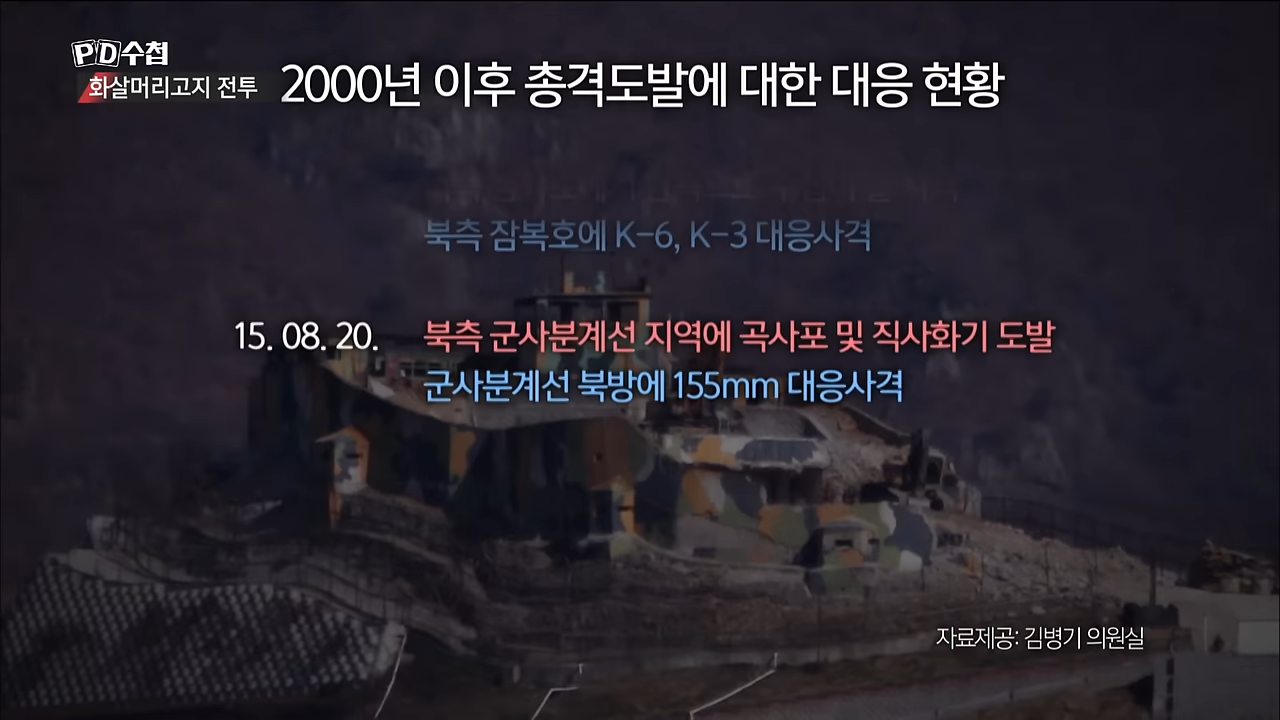 PD수첩
화살머리고지 전투
2000년 이후 총격도발에 대한 대응 현황
북측 잠복호에 K-6, K-3 대응사격
15. 08. 20. 북측 군사분계선 지역에 곡사포 및 직사화기 도발
군사분계선 북방에 155mm 대응사격
자료제공: 김병기 의원실